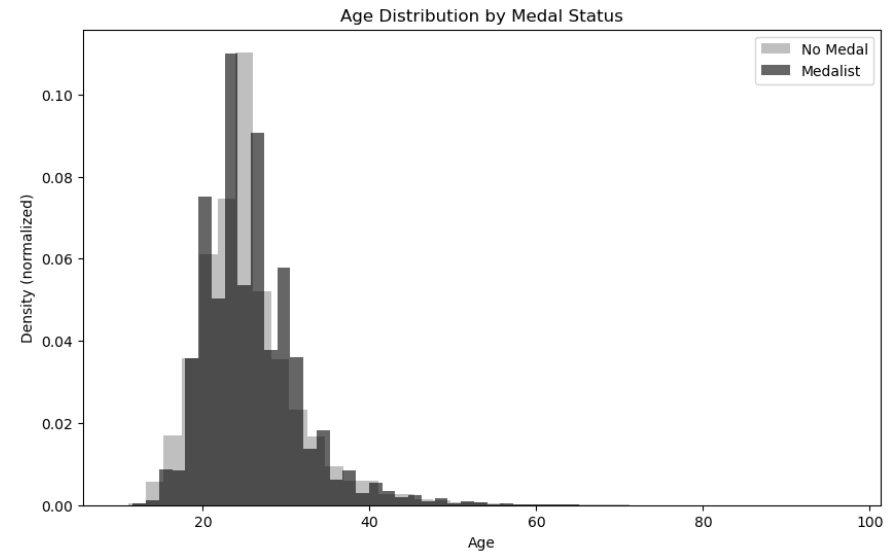 Age Distribution by Medal Status
No Medal
Medalist
Density (normalized)
0.10
0.08
0.06
0.04
0.02
0.00
20
40
60
80
100
Age